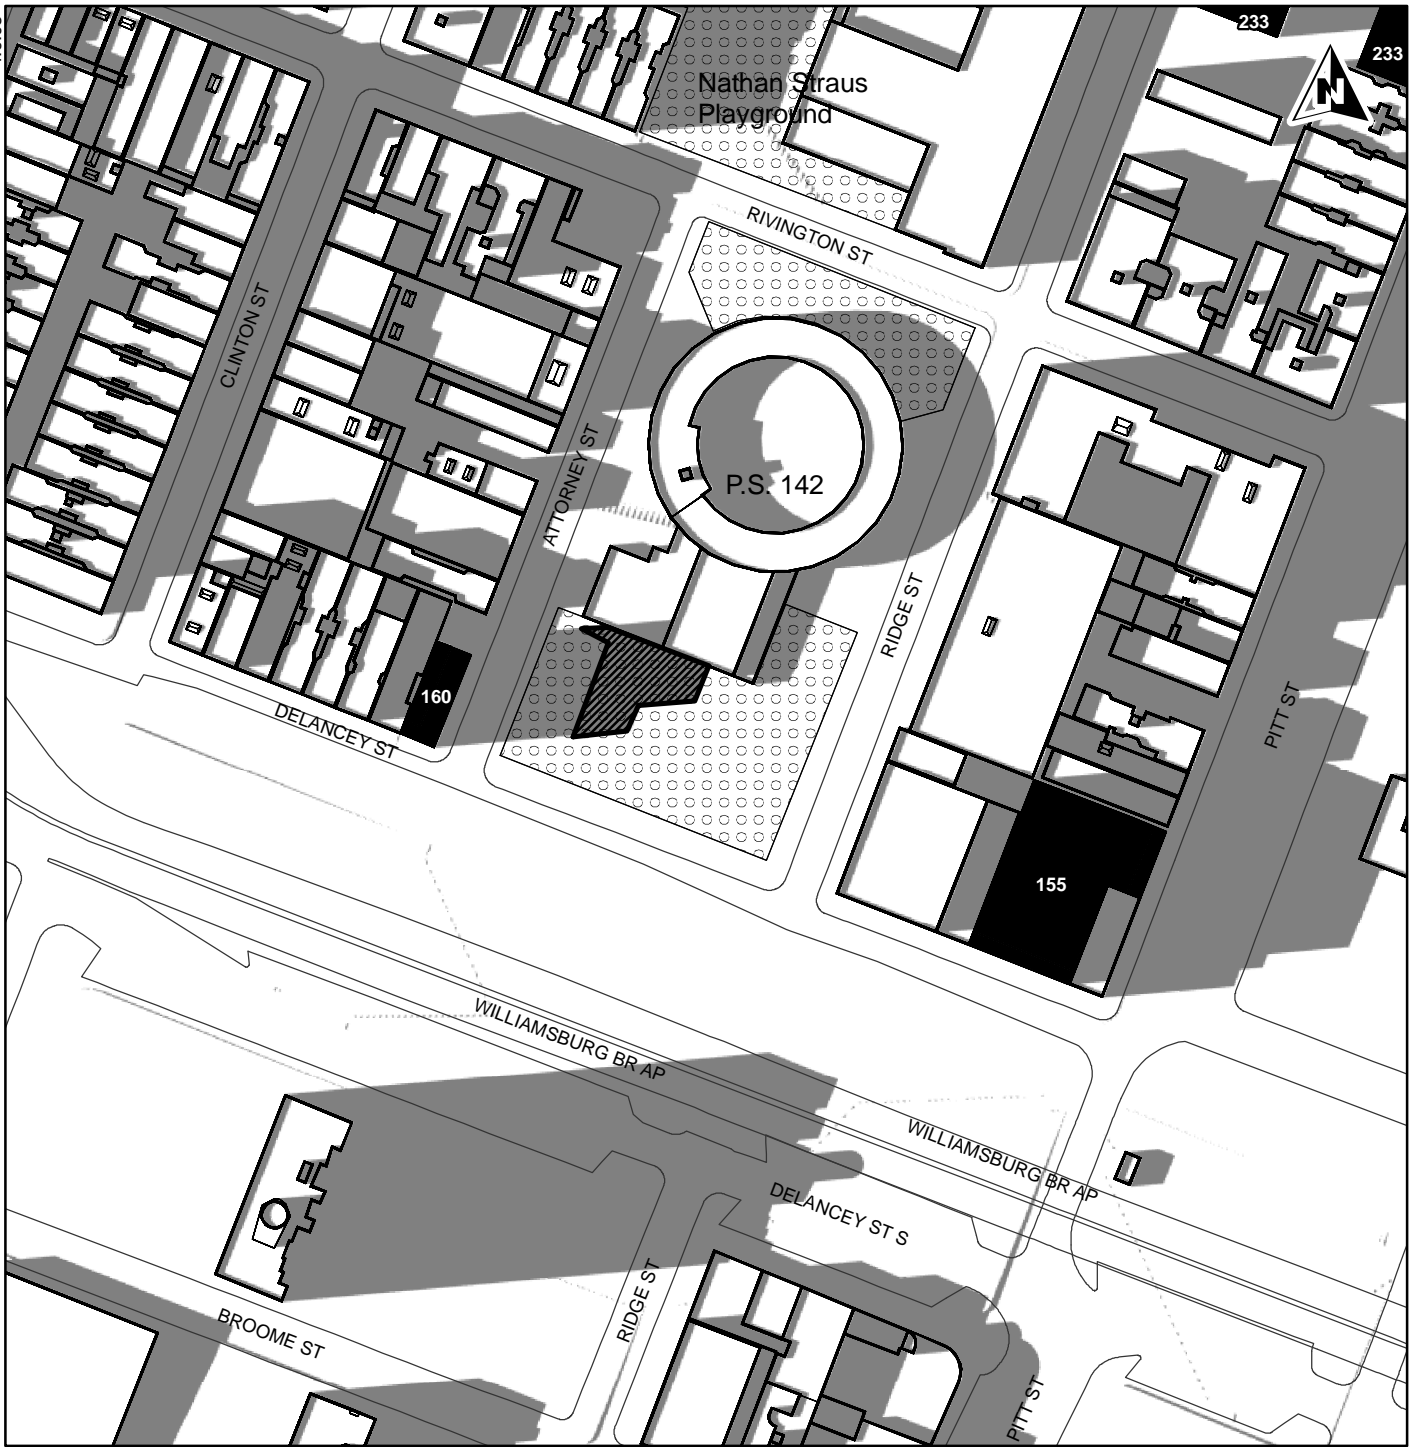 233
233
N
Nathan Straus
Playground
RIVINGTON ST
CLINTON ST
P.S. 142
ATTORNEY ST
RIDGE ST
160
DELANCEY ST
PITT ST
155
WILLIAMSBURG BR AP
WILLIAMSBURG BR AP
DELANCEY ST S
RIDGE ST
BROOME ST
PITT ST